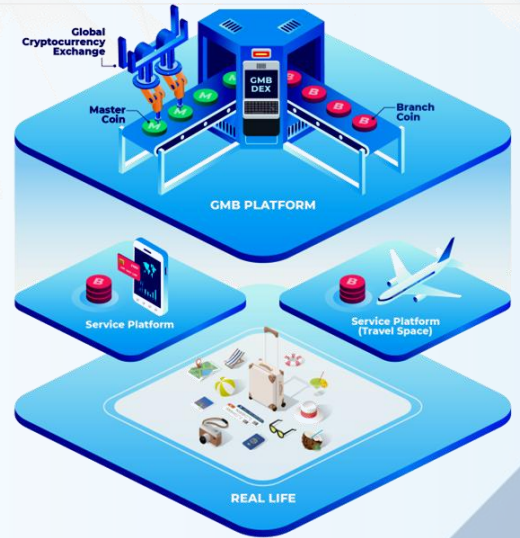 Global
Cryptocurrency
Exchange
GMB
DEX
M
M
M
M
B
B
B
B
Master
Coin
Branch
Coin
GMB PLATFORM
B
Service Platform
B
Service Platform
(Travel Space)
REAL LIFE